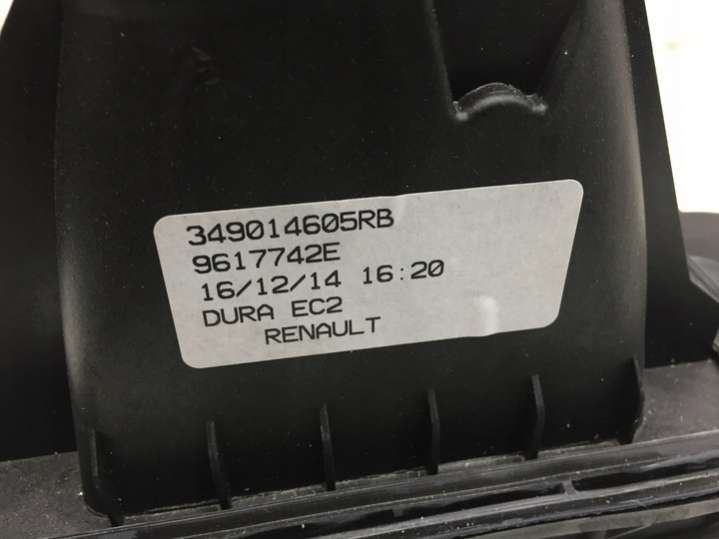 349014605RB
9617742E
16/12/14 16:20
DURA EC2
RENAULT